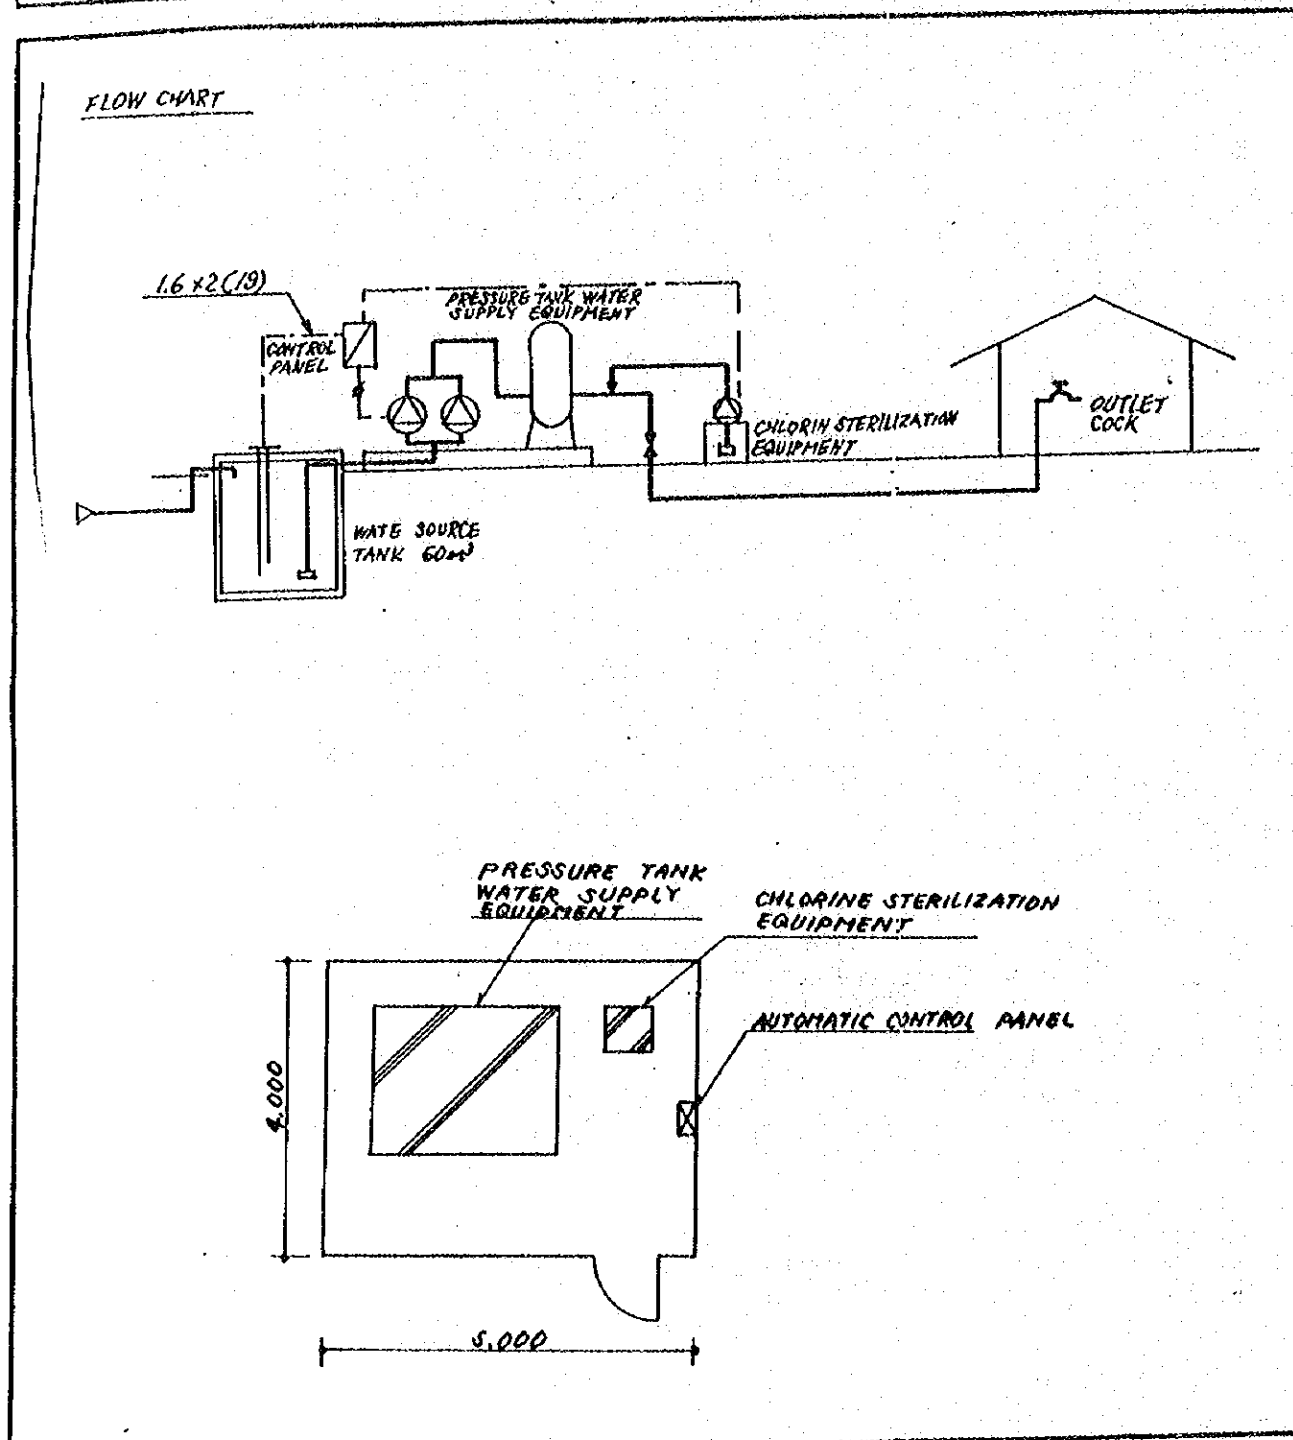 FLOW CHART
1.6 x2 (19)
PRESSURE TANK WATER
SUPPLY EQUIPMENT
CONTROL
PANEL
CHLORIN STERILIZATION
EQUIPMENT
OUTLET
COCK
WATE SOURCE
TANK 60m³
PRESSURE TANK
WATER SUPPLY
EQUIPMENT
CHLORINE STERILIZATION
EQUIPMENT
AUTOMATIC CONTROL PANEL
4.000
5.000